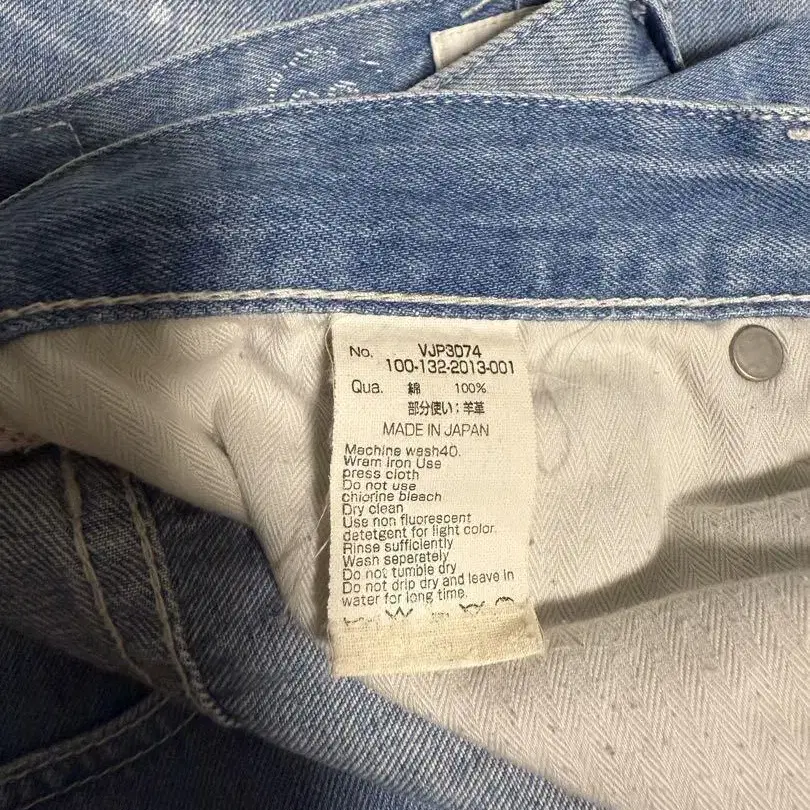 No. VJP3D74
100-132-2013-001
Qua. 綿 100%
部分使い：羊革
MADE IN JAPAN
Machine wash40.
Wram Iron Use
press cloth
Do not use
chlorine bleach
Dry clean
Use non fluorescent
detetgent for light color.
Rinse sufficiently
Wash separately
Do not tumble dry
Do not drip dry and leave in
water for long time.